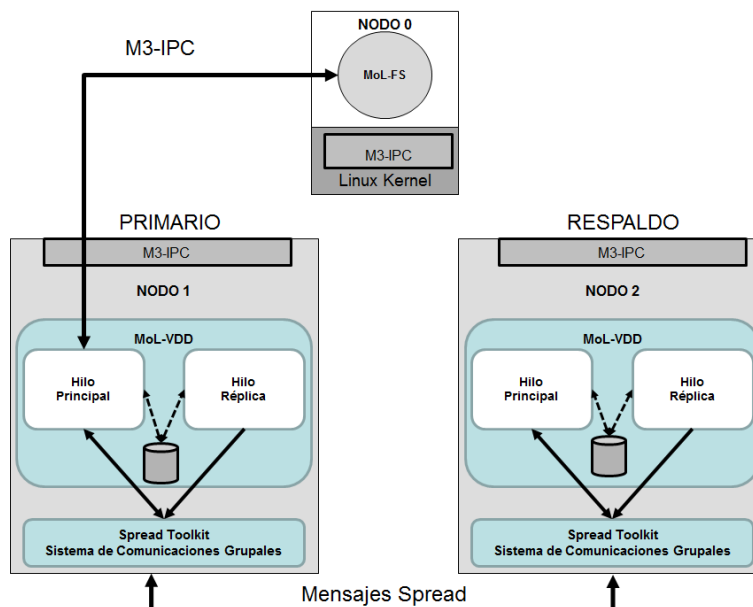 NODO 0
M3-IPC
MoL-FS
M3-IPC
Linux Kernel
PRIMARIO
RESPALDO
M3-IPC
M3-IPC
NODO 1
NODO 2
MoL-VDD
MoL-VDD
Hilo
Principal
Hilo
Réplica
Hilo
Principal
Hilo
Réplica
Spread Toolkit
Sistema de Comunicaciones Grupales
Spread Toolkit
Sistema de Comunicaciones Grupales
Mensajes Spread